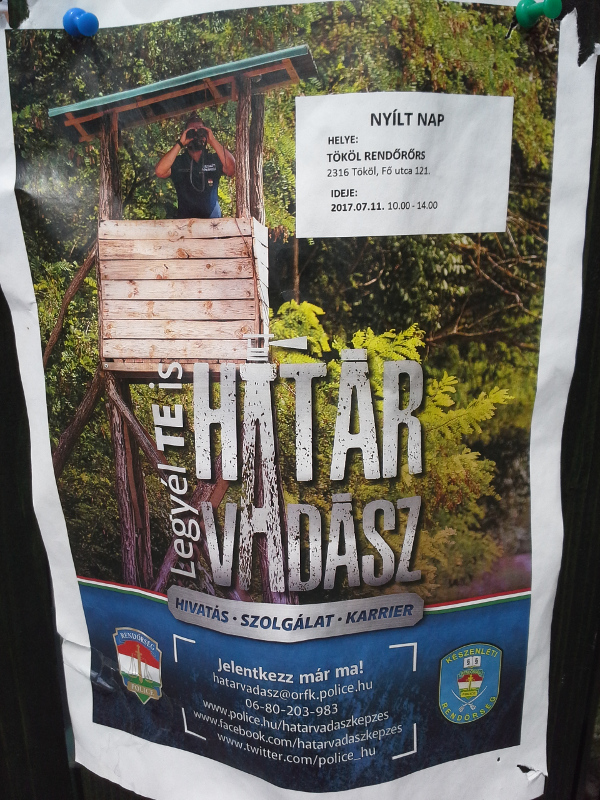 NYÍLT NAP
HELYE:
TÖKÖL RENDŐRŐRS
2316 Tököl, Fő utca 121.
IDEJE:
2017.07.11. 10.00 - 14.00
Legyél TE is
HATÁR
VADÁSZ
HIVATÁS • SZOLGÁLAT • KARRIER
Jelentkezz már ma!
hatarvadasz@orfk.police.hu
06-80-203-983
www.police.hu/hatarvadaszkepzes
www.facebook.com/hatarvadaszkepzes
www.twitter.com/police_hu
RENDŐRSÉG
POLICE
KÉSZENLÉTI
RENDŐRSÉG